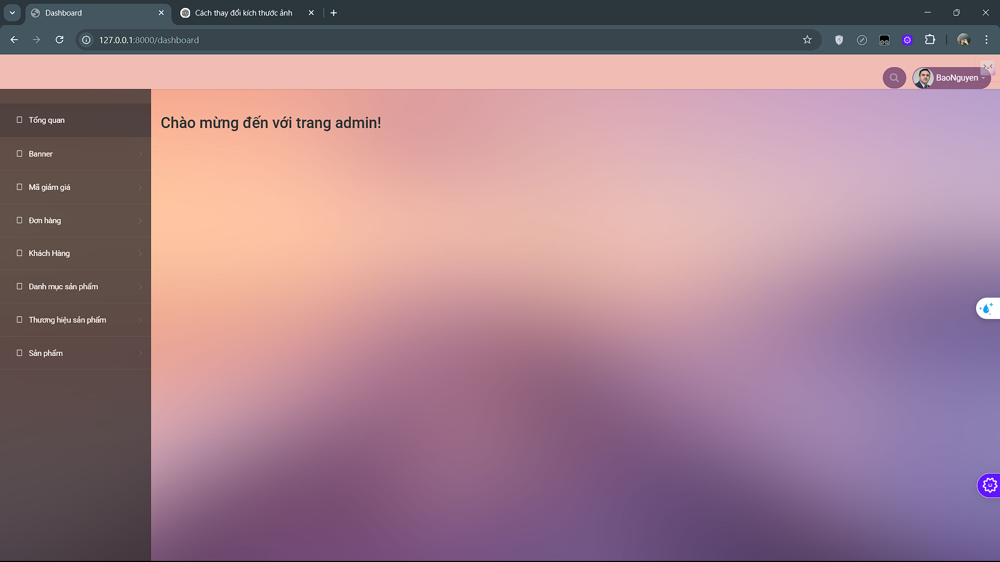 Dashboard
Cách thay đổi kích thước ảnh
127.0.0.1:8000/dashboard
BaoNguyen
Tổng quan
Chào mừng đến với trang admin!
Banner
Mã giảm giá
Đơn hàng
Khách Hàng
Danh mục sản phẩm
Thương hiệu sản phẩm
Sản phẩm